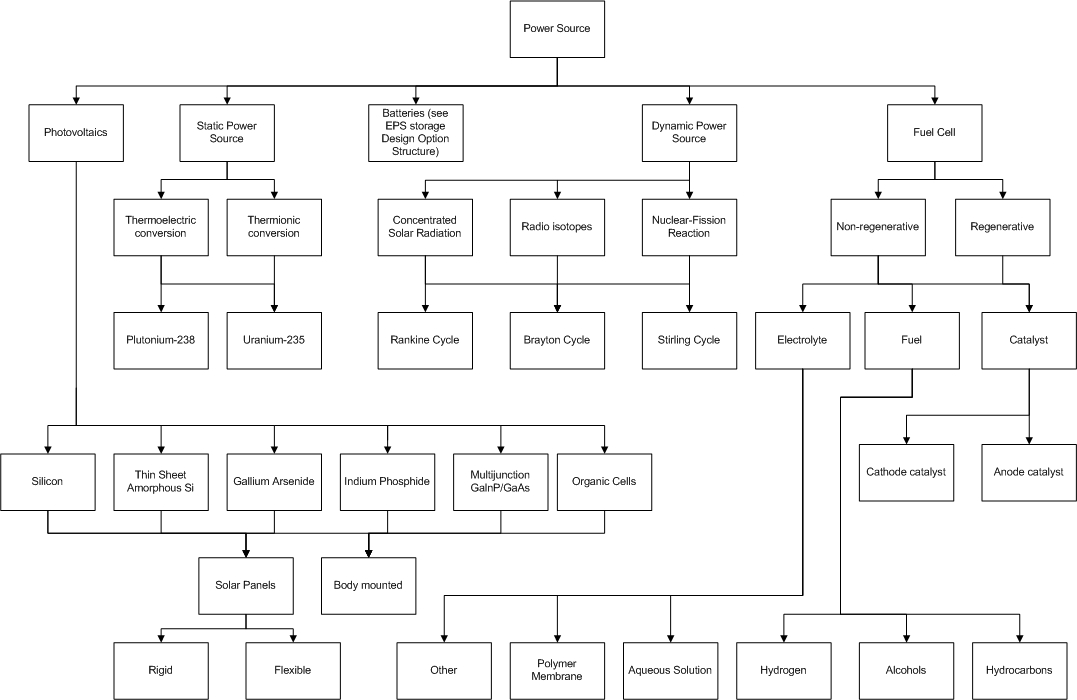 Power Source
Photovoltaics
Static Power
Source
Batteries (see
EPS storage
Design Option
Structure)
Dynamic Power
Source
Fuel Cell
Thermoelectric
conversion
Thermionic
conversion
Concentrated
Solar Radiation
Radio isotopes
Nuclear-Fission
Reaction
Non-regenerative
Regenerative
Plutonium-238
Uranium-235
Rankine Cycle
Brayton Cycle
Stirling Cycle
Electrolyte
Fuel
Catalyst
Cathode catalyst
Anode catalyst
Silicon
Thin Sheet
Amorphous Si
Gallium Arsenide
Indium Phosphide
Multijunction
GaInP/GaAs
Organic Cells
Solar Panels
Body mounted
Rigid
Flexible
Other
Polymer
Membrane
Aqueous Solution
Hydrogen
Alcohols
Hydrocarbons